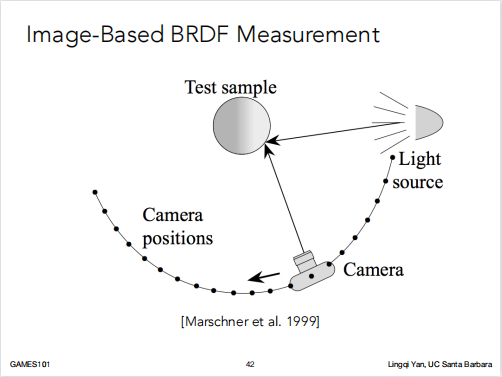 Image-Based BRDF Measurement
Test sample
Light
source
Camera
positions
Camera
[Marschner et al. 1999]
GAMES101
42
Lingqi Yan, UC Santa Barbara